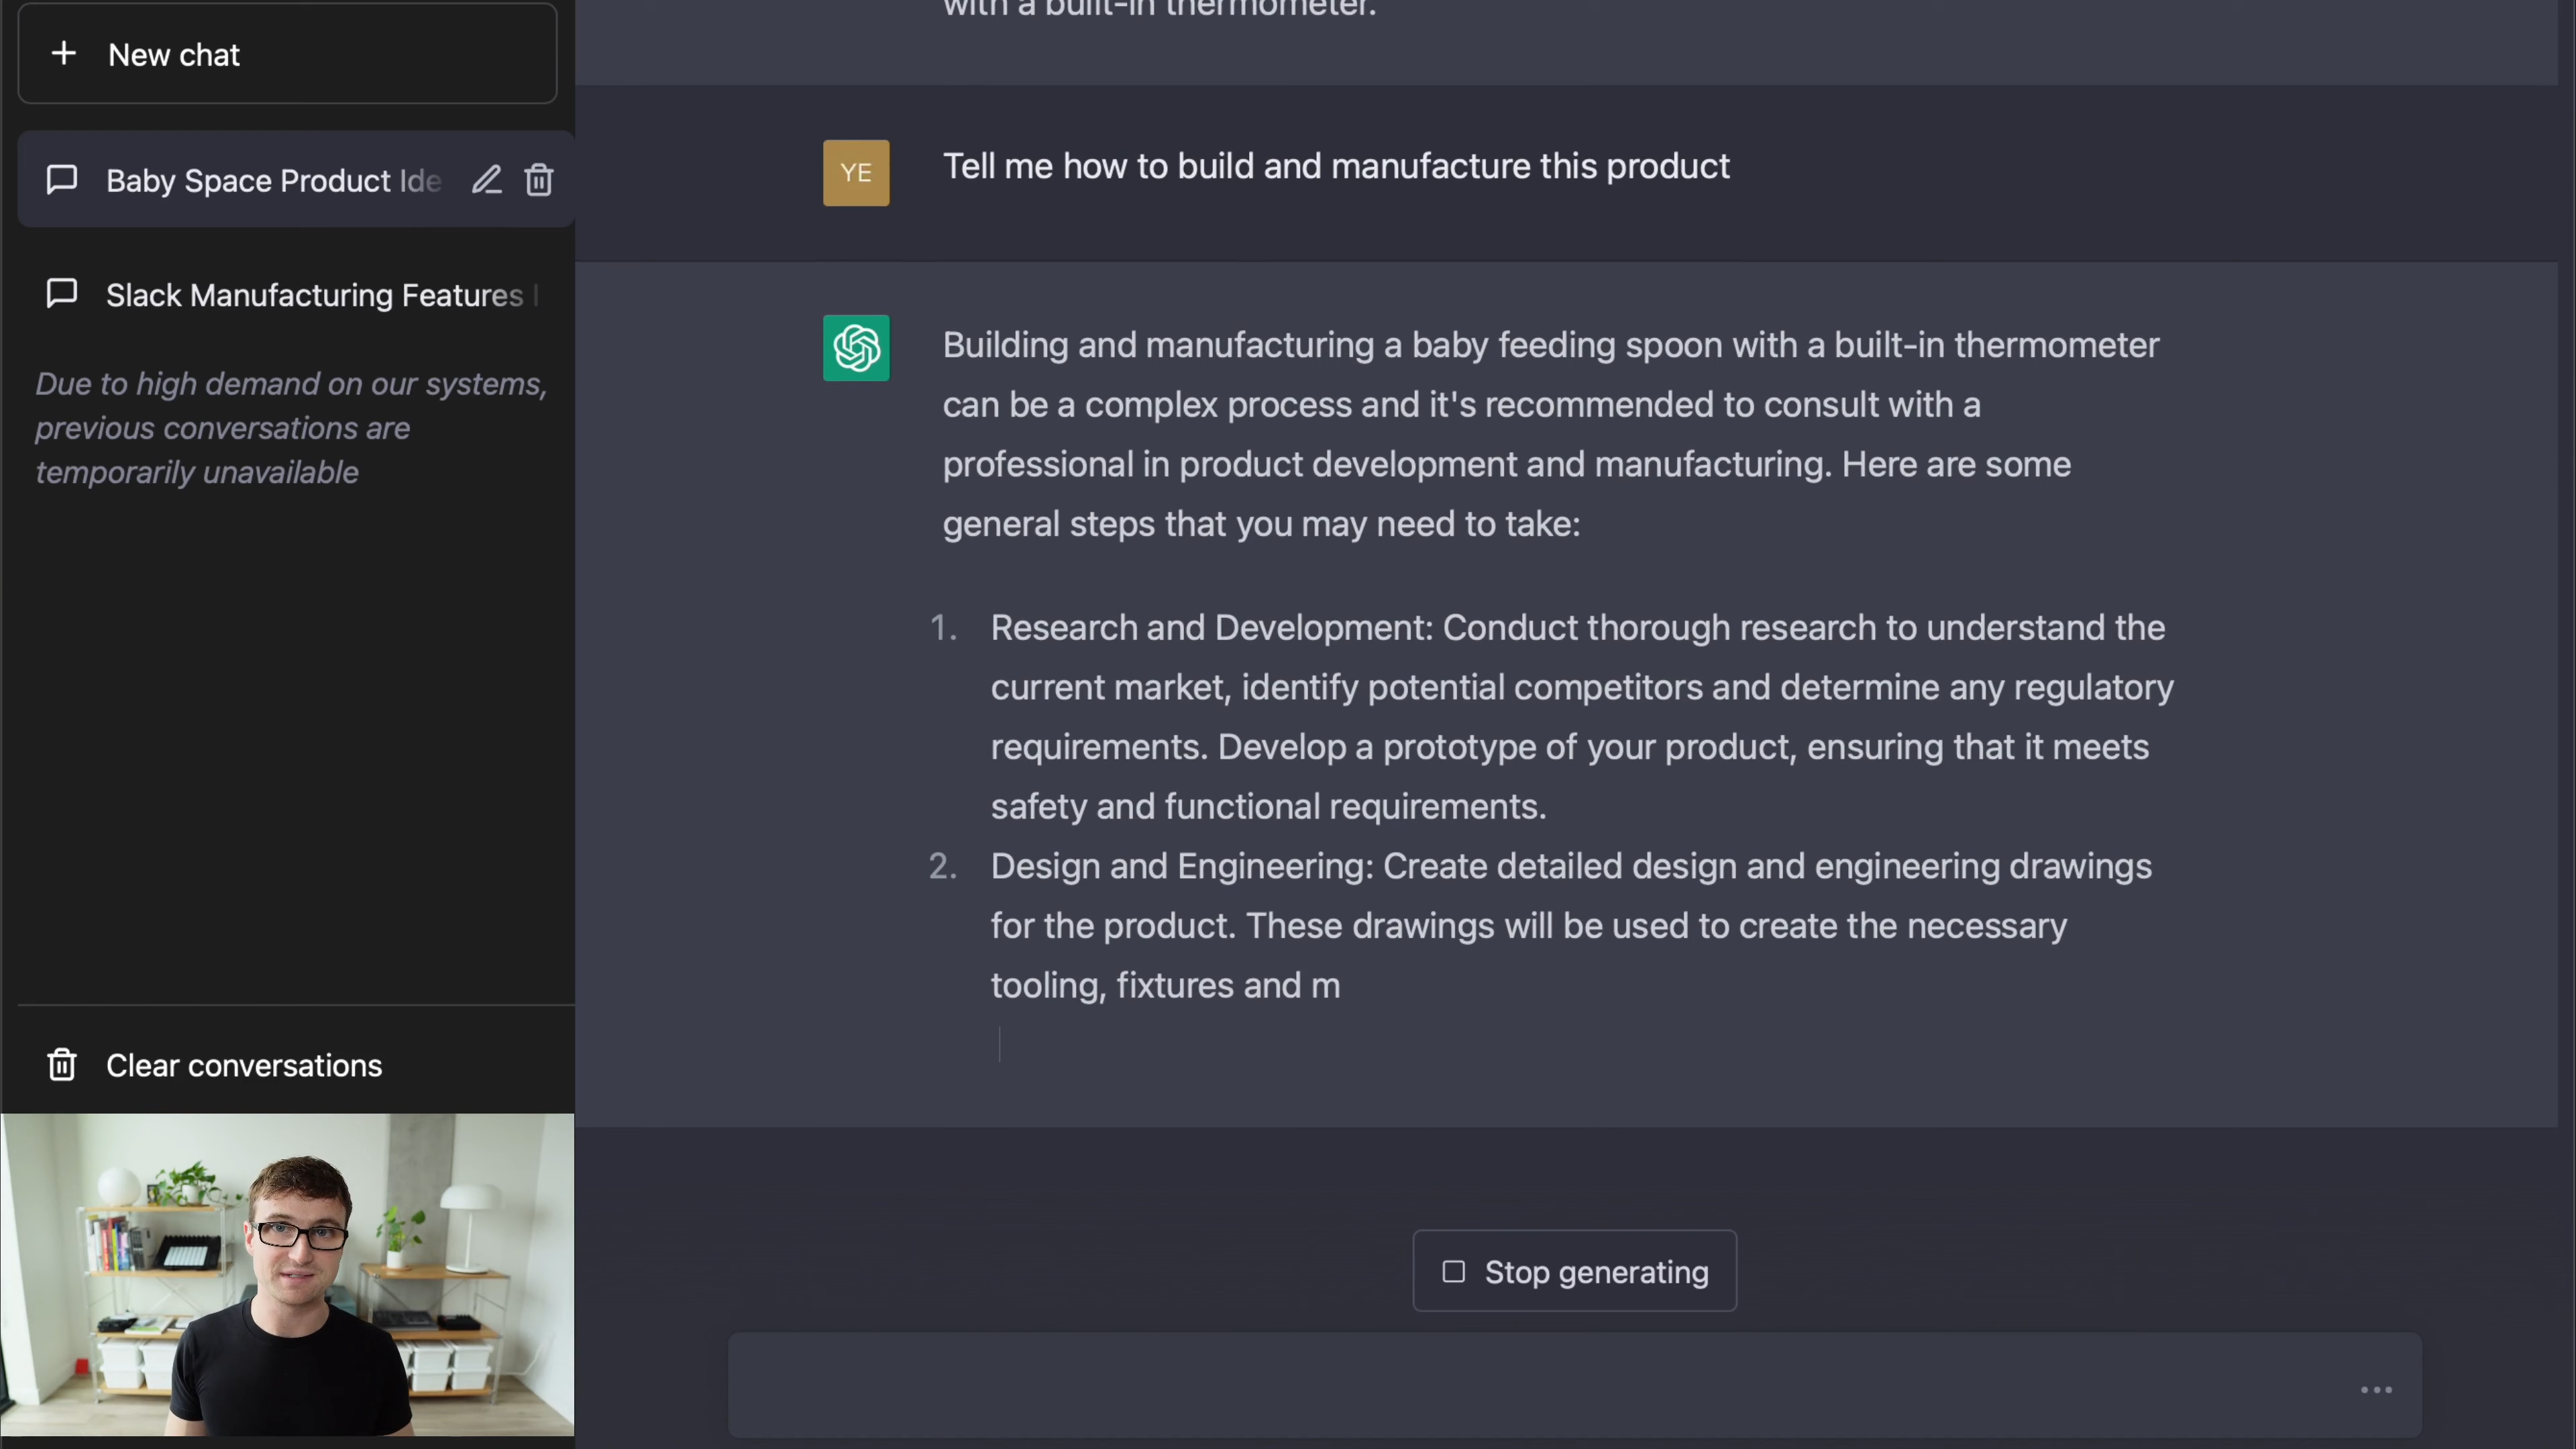 New chat
Baby Space Product Ide
Slack Manufacturing Features
Due to high demand on our systems,
previous conversations are
temporarily unavailable
Clear conversations
with a built-in thermometer.
YE
Tell me how to build and manufacture this product
Building and manufacturing a baby feeding spoon with a built-in thermometer
can be a complex process and it's recommended to consult with a
professional in product development and manufacturing. Here are some
general steps that you may need to take:
1. Research and Development: Conduct thorough research to understand the
current market, identify potential competitors and determine any regulatory
requirements. Develop a prototype of your product, ensuring that it meets
safety and functional requirements.
2. Design and Engineering: Create detailed design and engineering drawings
for the product. These drawings will be used to create the necessary
tooling, fixtures and m
Stop generating